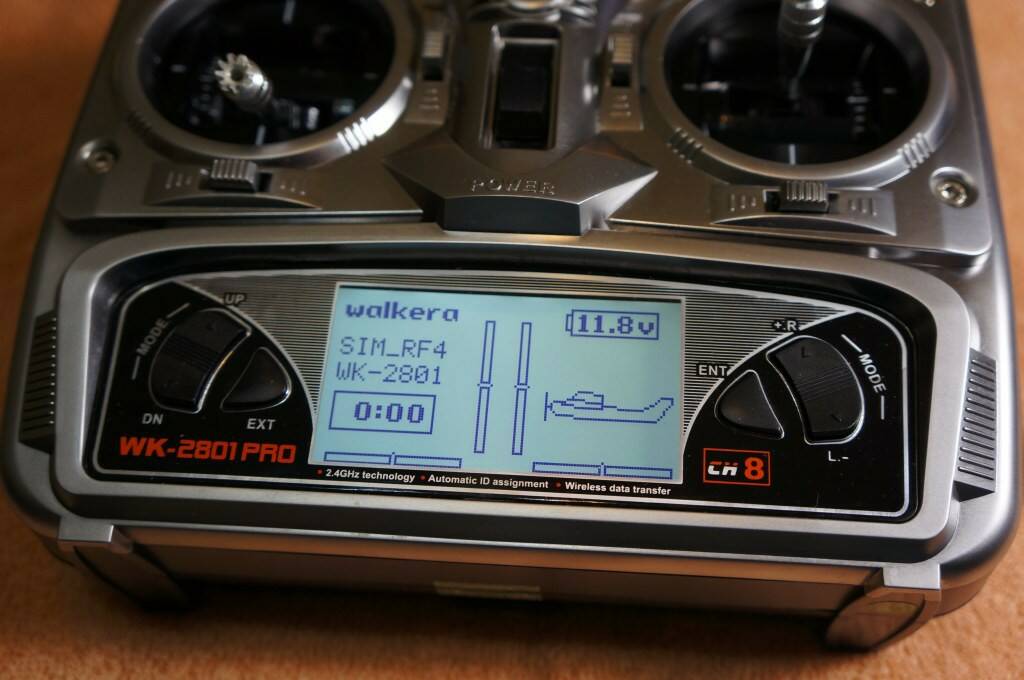 POWER
UP
MODE
DN
EXT
WK-2801 PRO
walkera
11.8v
SIM_RF4
WK-2801
0:00
• 2.4GHz technology • Automatic ID assignment • Wireless data transfer
+.R
L
ENT
MODE
L.-
CH 8